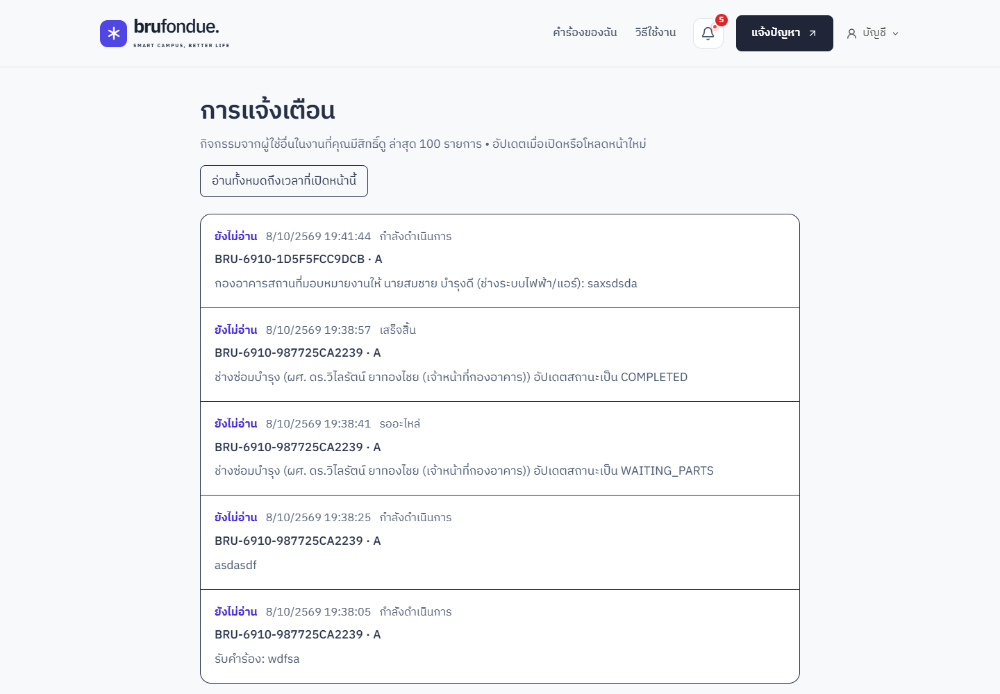 brufondue.
SMART CAMPUS, BETTER LIFE
คำร้องของฉัน
วิธีใช้งาน
5
แจ้งปัญหา
บัญชี
การแจ้งเตือน
กิจกรรมจากผู้ใช้อื่นในงานที่คุณมีสิทธิ์ดู ล่าสุด 100 รายการ • อัปเดตเมื่อเปิดหรือโหลดหน้าใหม่
อ่านทั้งหมดถึงเวลาที่เปิดหน้านี้
ยังไม่อ่าน 8/10/2569 19:41:44 กำลังดำเนินการ
BRU-6910-1D5F5FCC9DCB · A
กองอาคารสถานที่มอบหมายงานให้ นายสมชาย บำรุงดี (ช่างระบบไฟฟ้า/แอร์): saxsdsda
ยังไม่อ่าน 8/10/2569 19:38:57 เสร็จสิ้น
BRU-6910-987725CA2239 · A
ช่างซ่อมบำรุง (ผศ. ดร.วิไลรัตน์ ยาทองไชย (เจ้าหน้าที่กองอาคาร)) อัปเดตสถานะเป็น COMPLETED
ยังไม่อ่าน 8/10/2569 19:38:41 รออะไหล่
BRU-6910-987725CA2239 · A
ช่างซ่อมบำรุง (ผศ. ดร.วิไลรัตน์ ยาทองไชย (เจ้าหน้าที่กองอาคาร)) อัปเดตสถานะเป็น WAITING_PARTS
ยังไม่อ่าน 8/10/2569 19:38:25 กำลังดำเนินการ
BRU-6910-987725CA2239 · A
asdasdf
ยังไม่อ่าน 8/10/2569 19:38:05 กำลังดำเนินการ
BRU-6910-987725CA2239 · A
รับคำร้อง: wdfsa